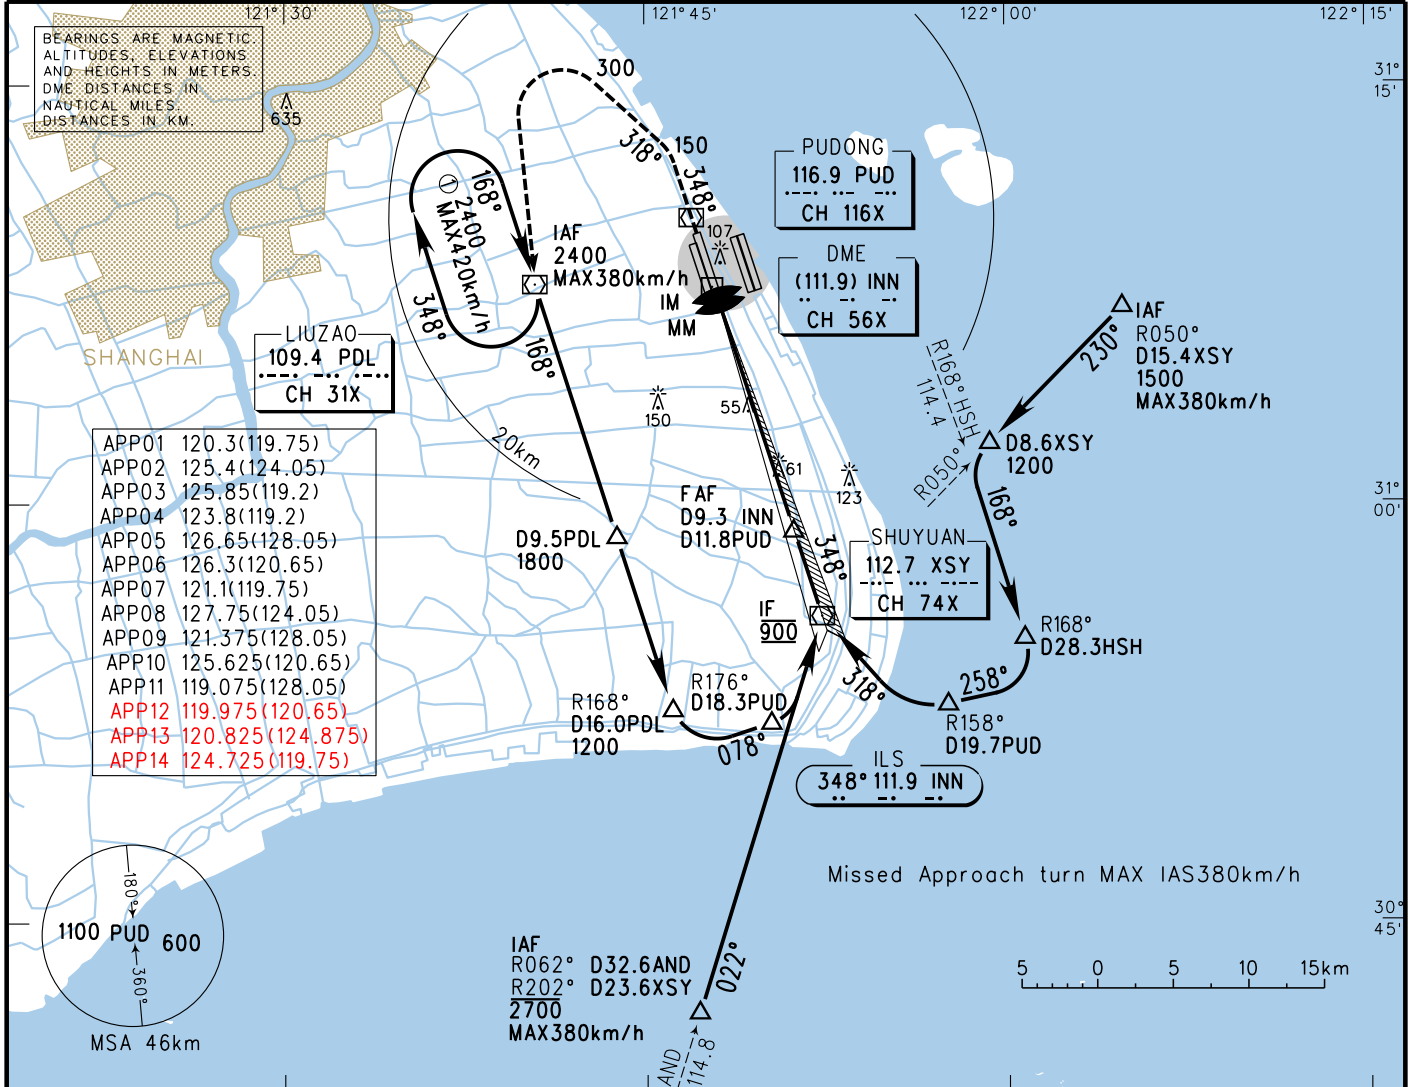 121° 30'
121° 45'
122° 00'
122° 15'
BEARINGS ARE MAGNETIC
ALTITUDES, ELEVATIONS
AND HEIGHTS IN METERS.
DME DISTANCES IN
NAUTICAL MILES.
DISTANCES IN KM.
635
31°
15'
300
318°
150
348°
PUDONG
116.9 PUD
CH 116X
168°
① 2400
MAX420km/h
348°
IAF
2400
MAX380km/h
107
DME
(111.9) INN
CH 56X
IM
MM
SHANGHAI
LIUZAO
109.4 PDL
CH 31X
168°
IAF
R050°
D15.4XSY
1500
MAX380km/h
230°
R168° HSH
114.4
150
55
20km
61
123
R050°
D8.6XSY
1200
168°
31°
00'
APP01 120.3(119.75)
APP02 125.4(124.05)
APP03 125.85(119.2)
APP04 123.8(119.2)
APP05 126.65(128.05)
APP06 126.3(120.65)
APP07 121.1(119.75)
APP08 127.75(124.05)
APP09 121.375(128.05)
APP10 125.625(120.65)
APP11 119.075(128.05)
APP12 119.975(120.65)
APP13 120.825(124.875)
APP14 124.725(119.75)
FAF
D9.3 INN
D11.8PUD
D9.5PDL
1800
348°
SHUYUAN
112.7 XSY
CH 74X
IF
900
R168°
D28.3HSH
R168°
D16.0PDL
1200
R176°
D18.3PUD
078°
318°
258°
R158°
D19.7PUD
ILS
348° 111.9 INN
Missed Approach turn MAX IAS380km/h
180°
1100 PUD 600
360°
MSA 46km
30°
45'
IAF
R062° D32.6AND
R202° D23.6XSY
2700
MAX380km/h
022°
AND
114.8
5 0 5 10 15km